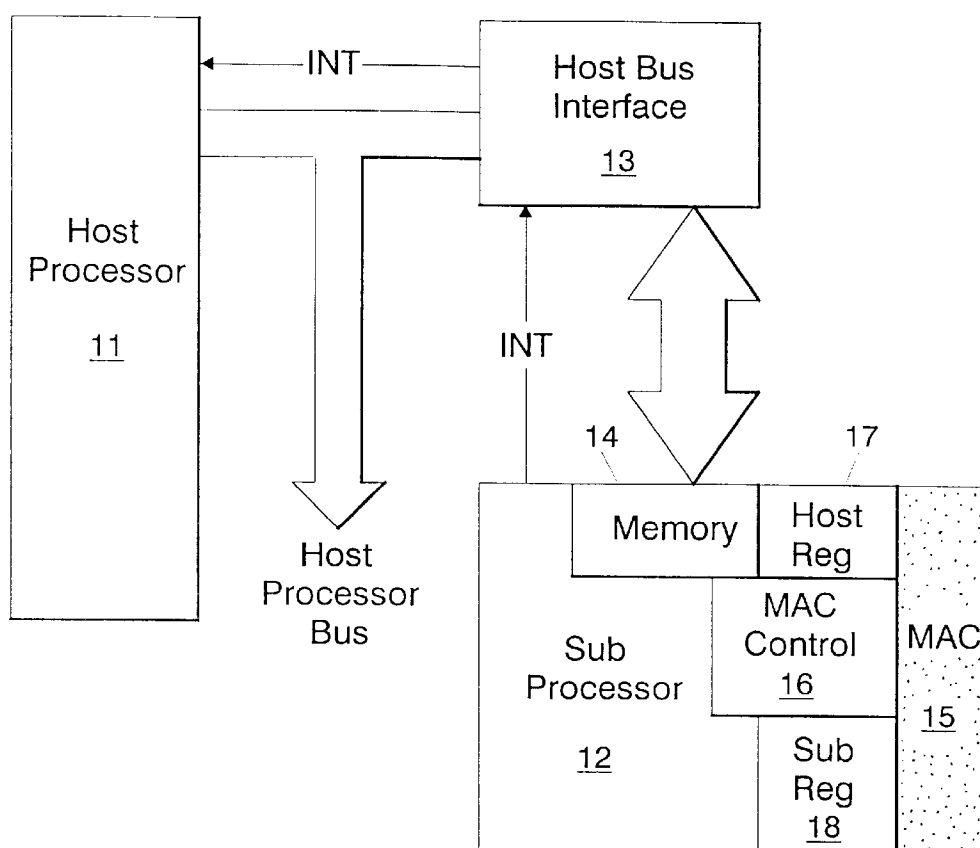 INT
Host Bus
Interface
13
Host
Processor
11
INT
14
17
Memory
Host
Reg
Host
Processor
Bus
MAC
Control
16
MAC
15
Sub
Processor
12
Sub
Reg
18